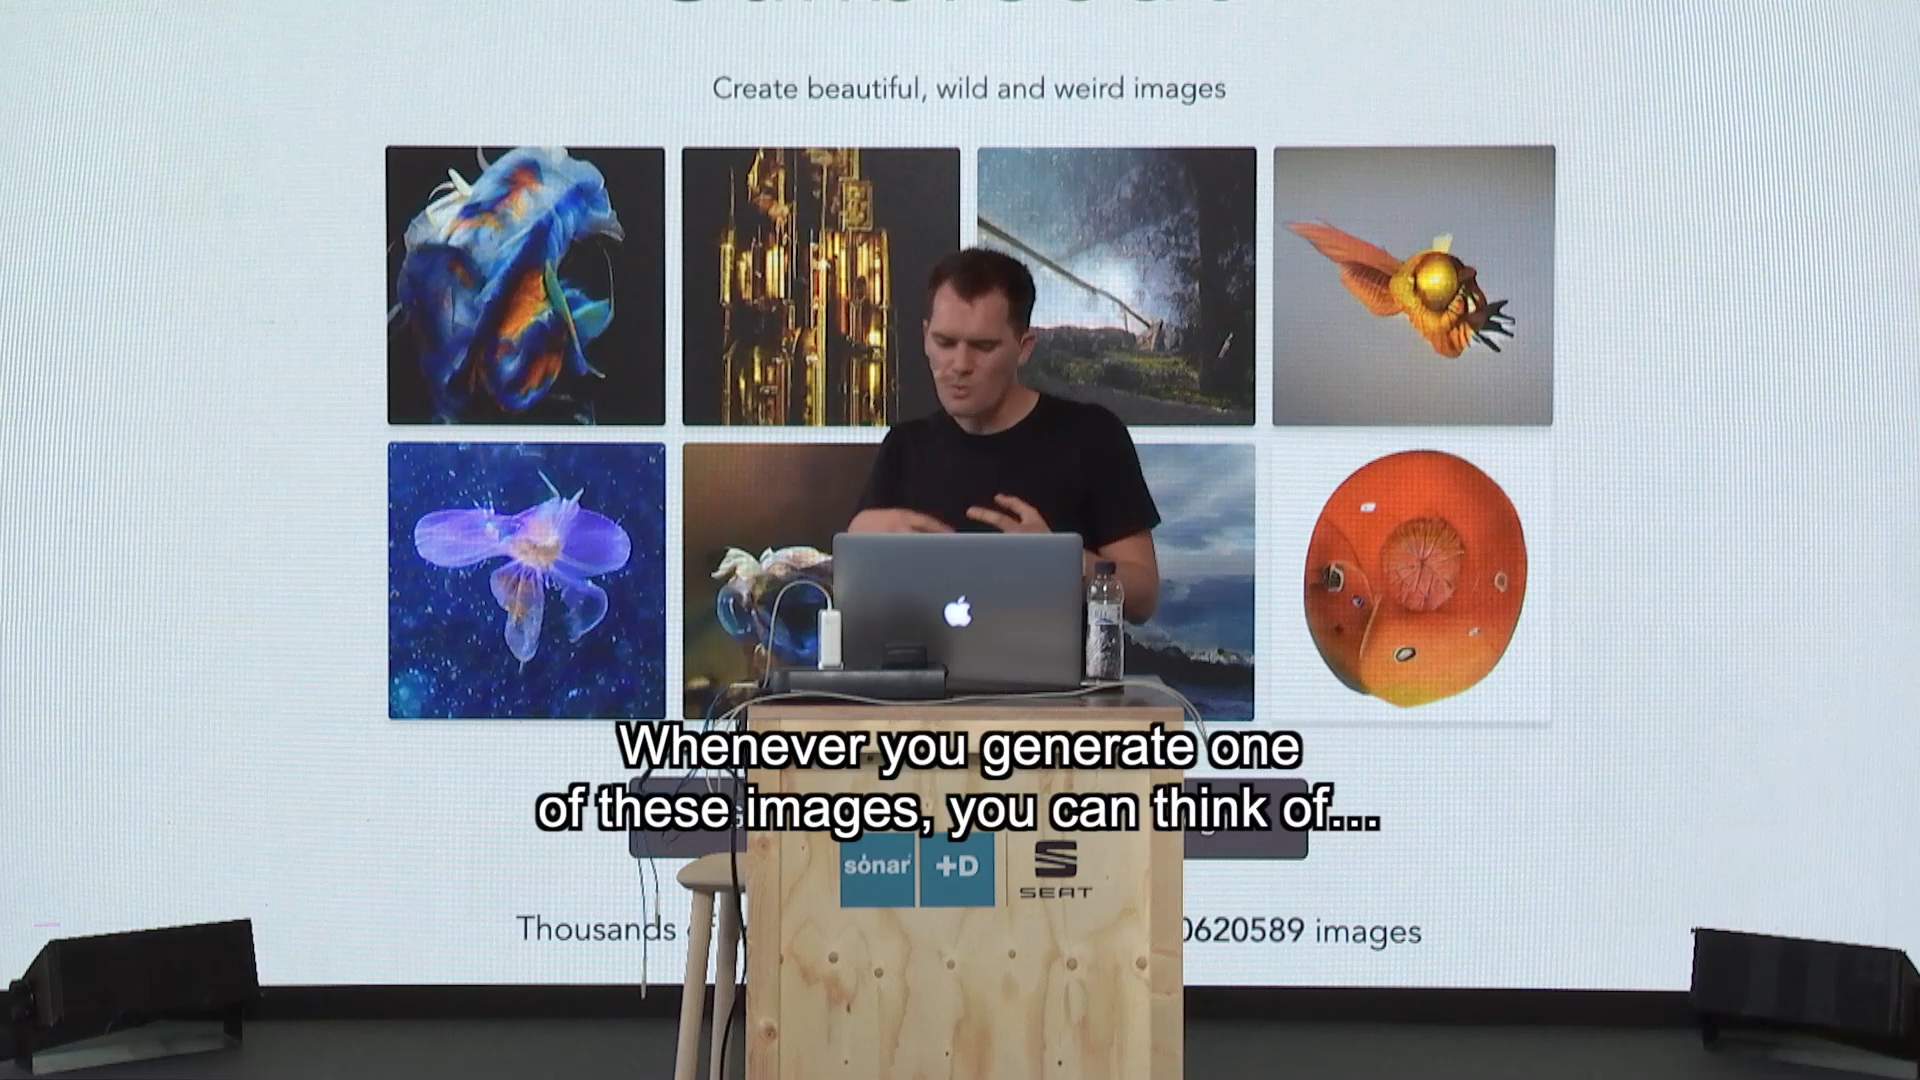 Create beautiful, wild and weird images
Whenever you generate one
of these images, you can think of...
sónar +D SEAT
Thousands
0620589 images